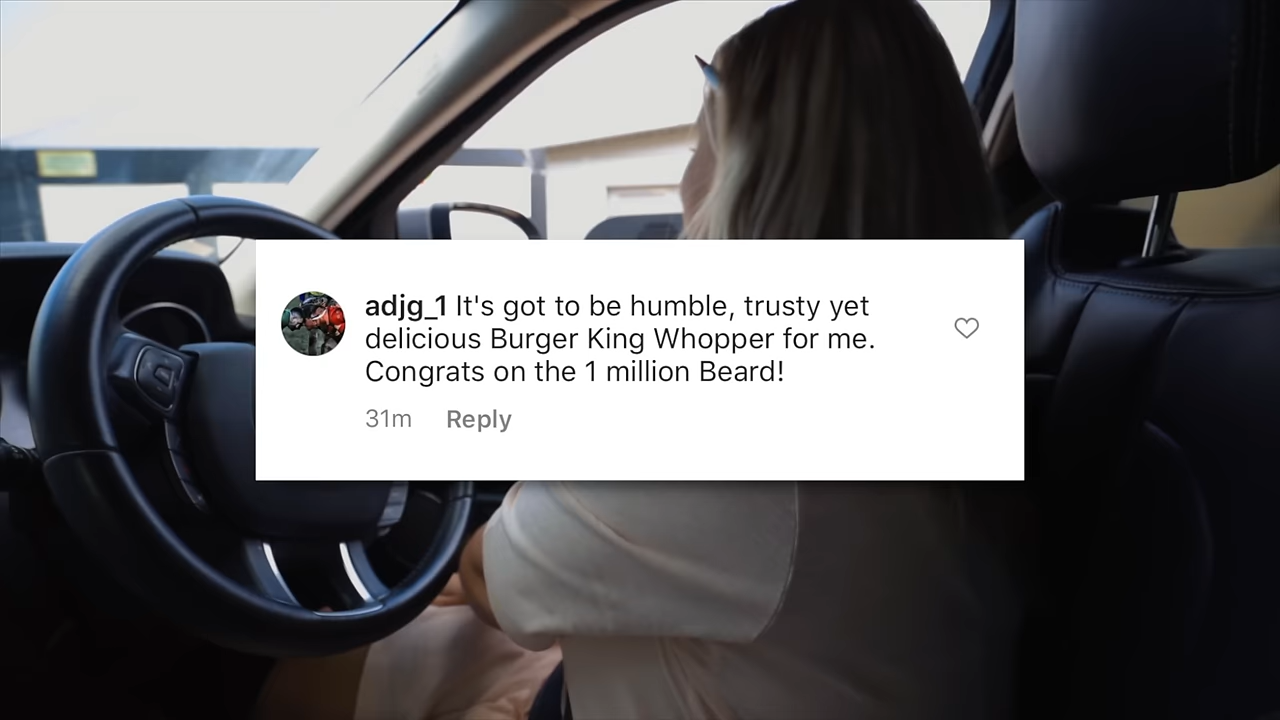 adjg_1 It's got to be humble, trusty yet
delicious Burger King Whopper for me.
Congrats on the 1 million Beard!
31m Reply